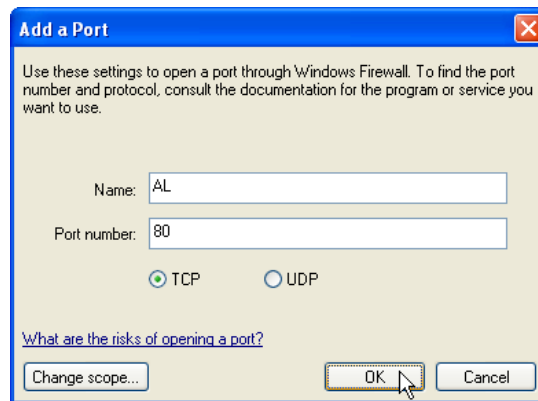 Add a Port
Use these settings to open a port through Windows Firewall. To find the port
number and protocol, consult the documentation for the program or service you
want to use.
Name: AL
Port number: 80
TCP UDP
What are the risks of opening a port?
Change scope... OK Cancel